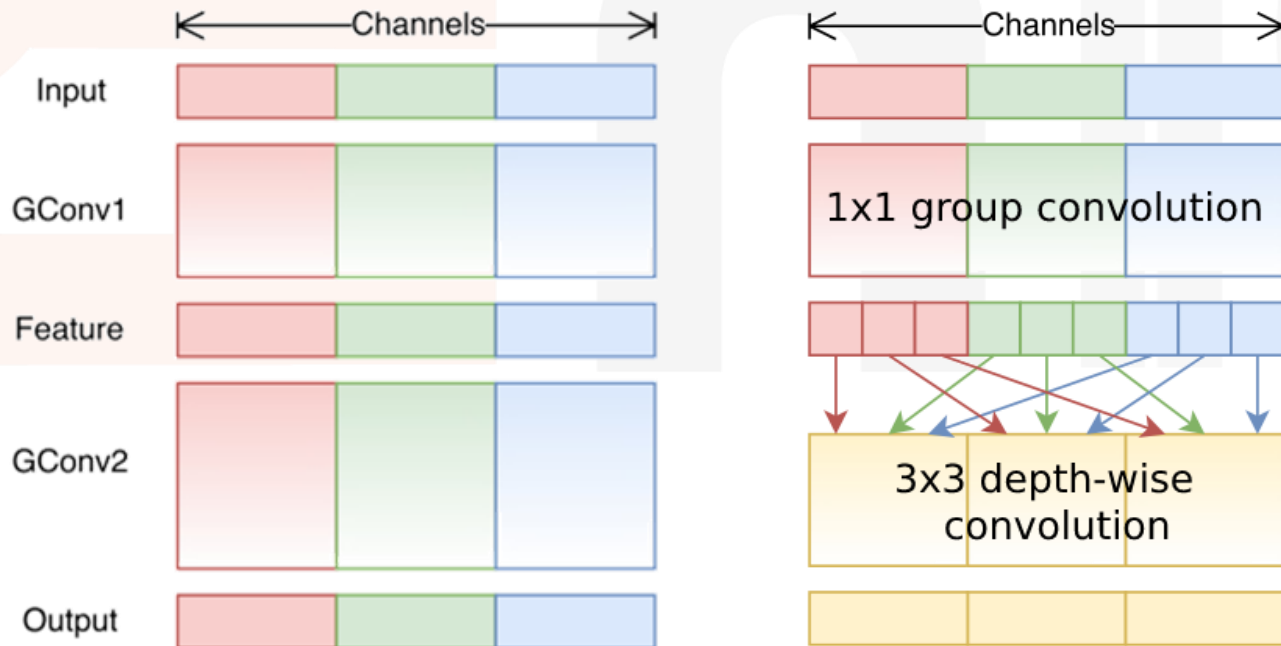 Channels
Channels
Input
GConv1
1x1 group convolution
Feature
GConv2
3x3 depth-wise
convolution
Output